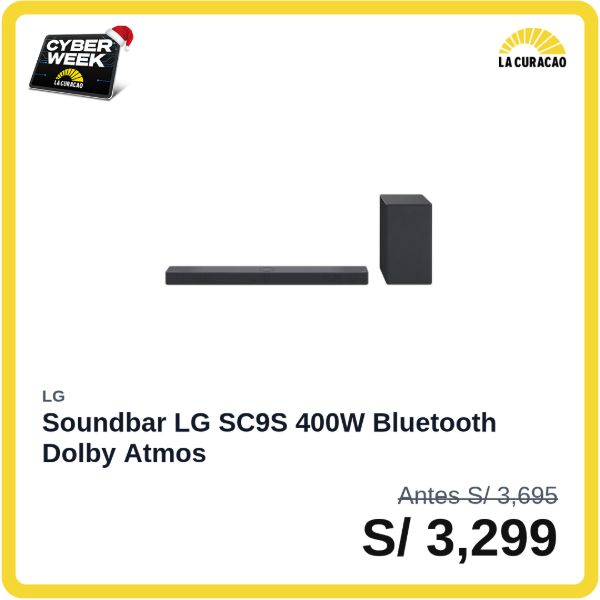 CYBER
WEEK
LA CURACAO
LA CURACAO
LG
Soundbar LG SC9S 400W Bluetooth
Dolby Atmos
Antes S/ 3,695
S/ 3,299